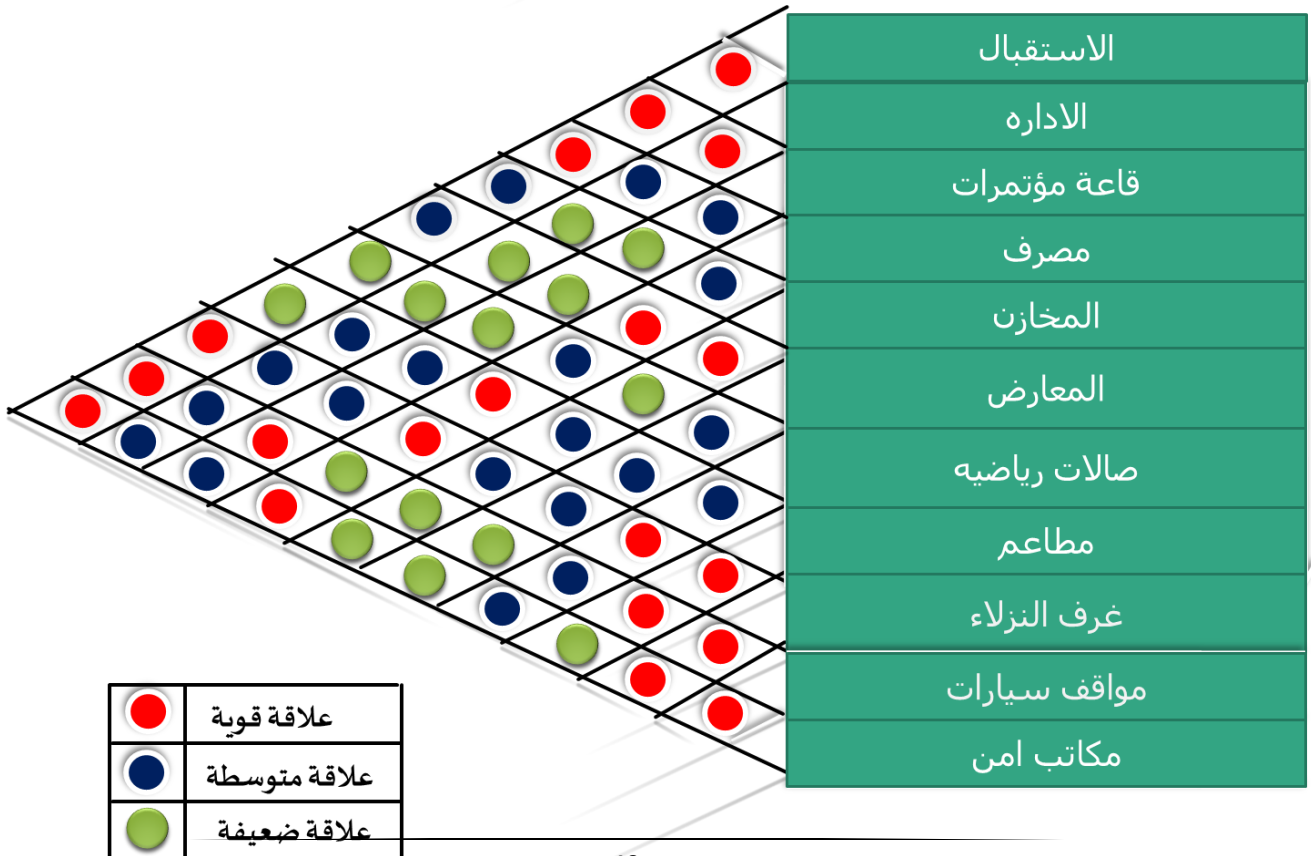 الاستقبال
الاداره
قاعة مؤتمرات
مصرف
المخازن
المعارض
صالات رياضيه
مطاعم
غرف النزلاء
مواقف سيارات
مكاتب امن
علاقة قوية
علاقة متوسطة
علاقة ضعيفة